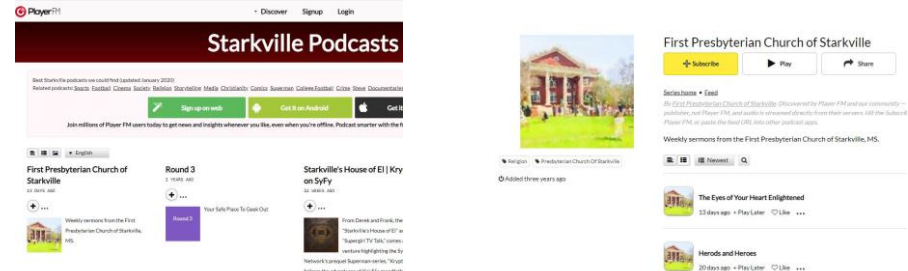 PlayerFM
Discover Signup Login
Starkville Podcasts
Best Starkville podcasts we could find (updated January 2020)
Related podcasts: Sports Football Cinema Society Religion Storytelling Media Christianity Comics Superman College Football Crime Steve Documentaries
Sign up on web
Get it on Android
Get it
Join millions of Player FM users today to get news and insights whenever you like, even when you're offline. Podcast smarter with the
English
First Presbyterian Church of
Starkville
13 DAYS AGO
Weekly sermons from the First
Presbyterian Church of Starkville,
MS.
Round 3
2 YEARS AGO
Round 3
Your Safe Place To Geek Out
Starkville's House of El | Kry
on SyFy
AGO
From Derek and Frank, the
"Starkville's House of El" a
"Supergirl TV Talk," comes
venture highlighting the Sy
Network's prequel Superman-series, "Krypt
Religion
Presbyterian Church Of Starkville
Added three years ago
First Presbyterian Church of Starkville
Subscribe
Play
Share
Series home • Feed
By First Presbyterian Church of Starkville. Discovered by Player FM and our community —
publisher, not Player FM, and audio is streamed directly from their servers. Hit the Subscri
Player FM, or paste the feed URL into other podcast apps.
Weekly sermons from the First Presbyterian Church of Starkville, MS.
Newest
The Eyes of Your Heart Enlightened
13 days ago • Play Later Like
Herods and Heroes
20 days ago • Play Later Like